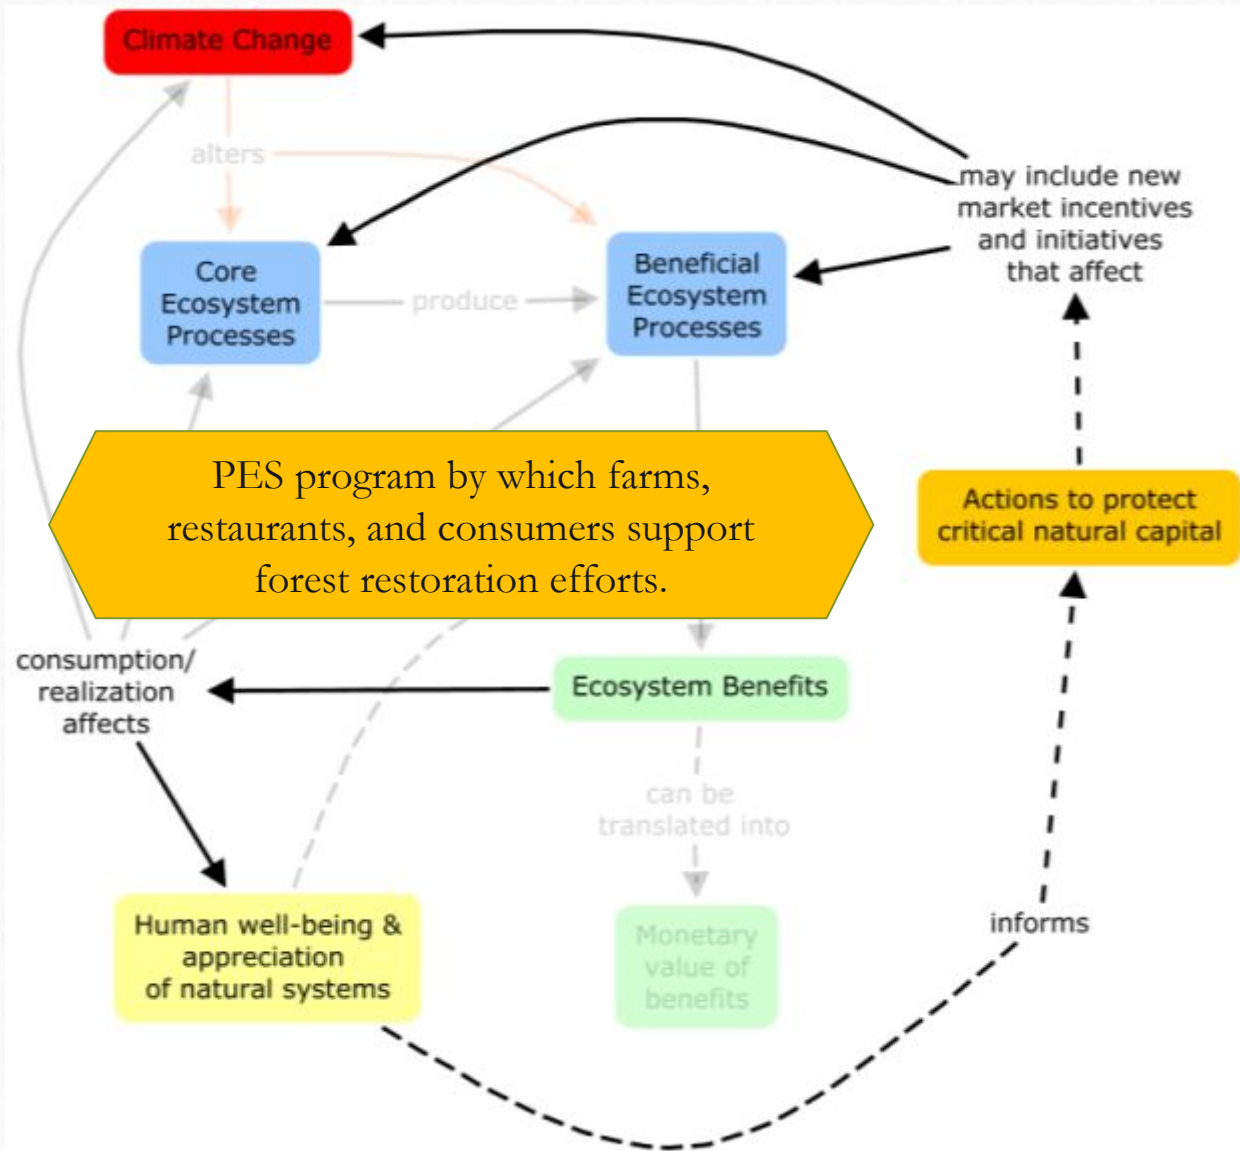 Climate Change
alters
may include new
market incentives
and initiatives
that affect
Core
Ecosystem
Processes
produce
Beneficial
Ecosystem
Processes
PES program by which farms,
restaurants, and consumers support
forest restoration efforts.
Actions to protect
critical natural capital
consumption/
realization
affects
Ecosystem Benefits
can be
translated into
Human well-being &
appreciation
of natural systems
Monetary
value of
benefits
informs